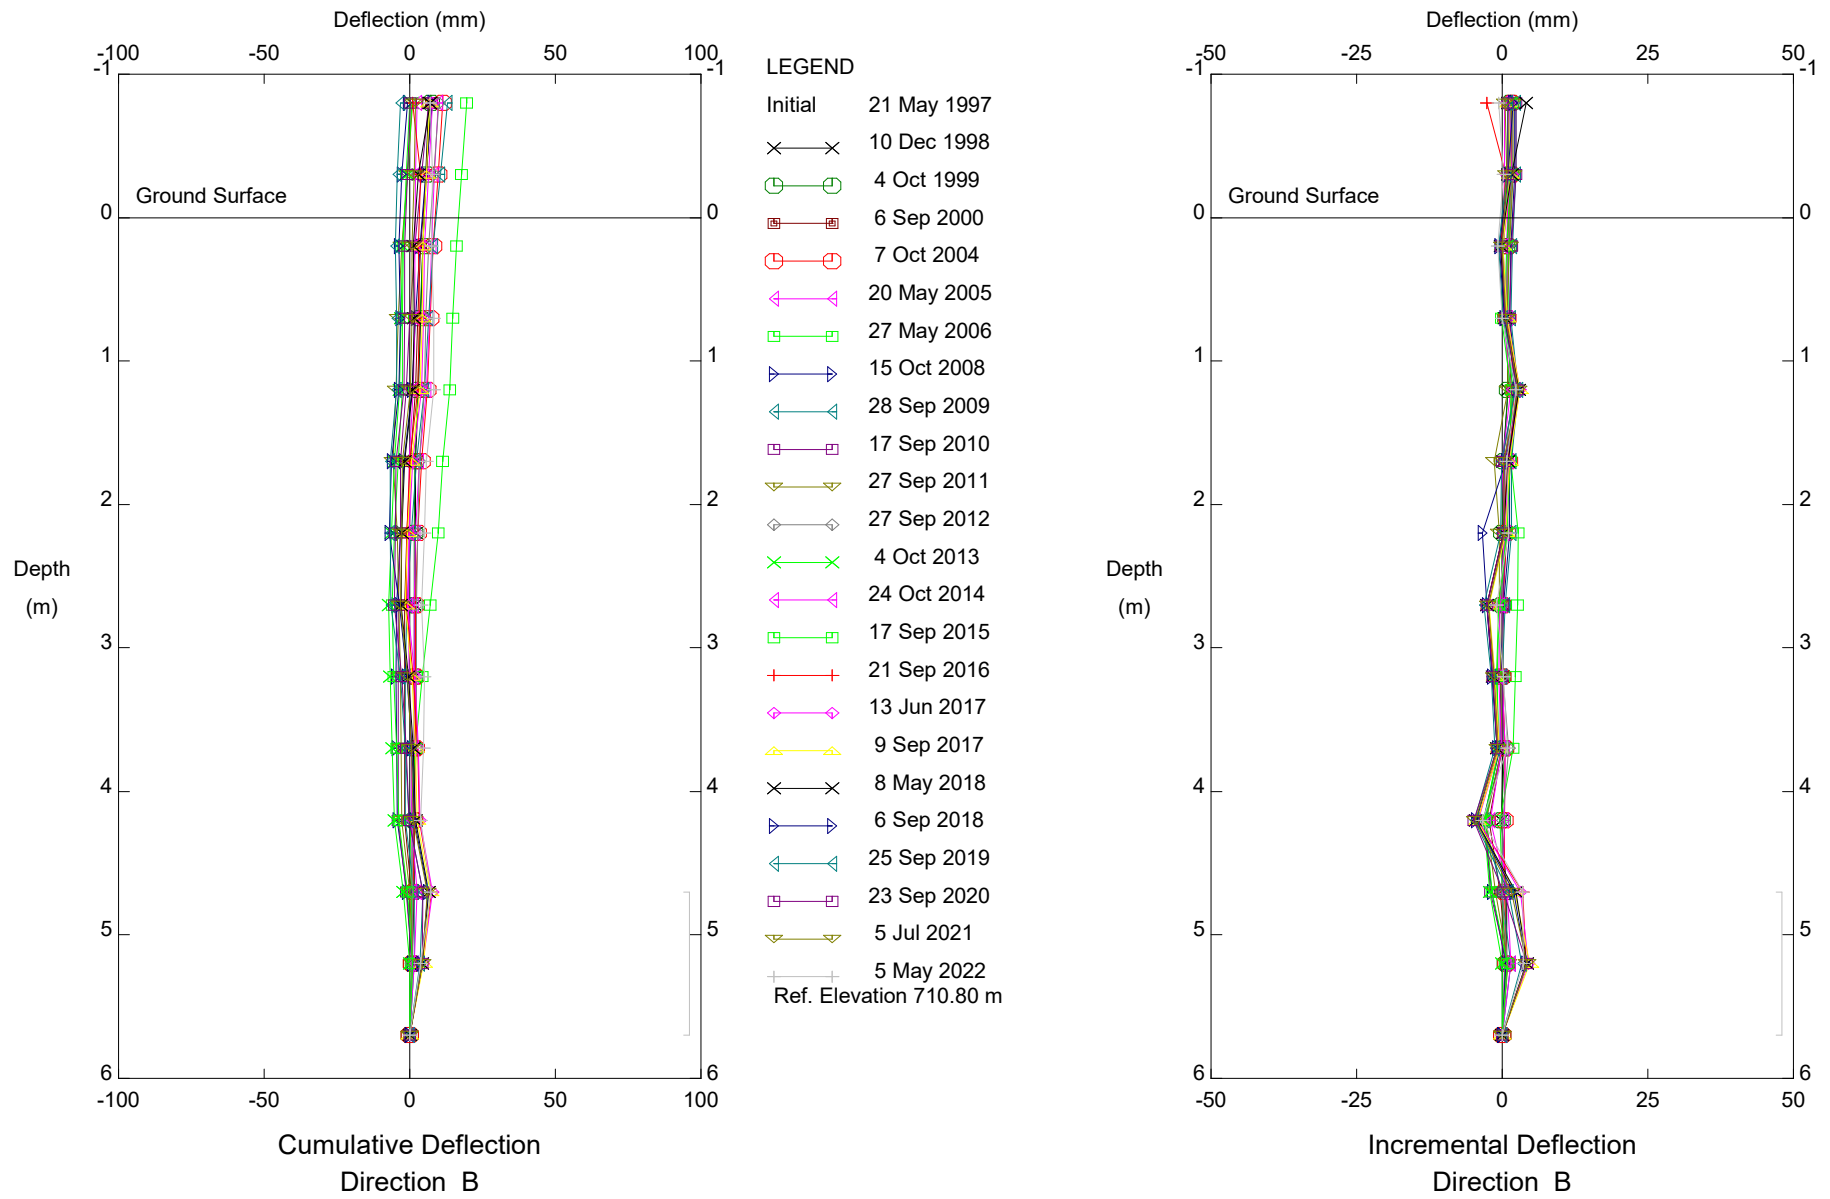 Deflection (mm)
-100 -50 0 50 100
-1 -1
Ground Surface
0 0
1 1
2 2
Depth
(m)
3 3
4 4
5 5
6 6
-100 -50 0 50 100
Cumulative Deflection
Direction B
LEGEND
Initial 21 May 1997
10 Dec 1998
4 Oct 1999
6 Sep 2000
7 Oct 2004
20 May 2005
27 May 2006
15 Oct 2008
28 Sep 2009
17 Sep 2010
27 Sep 2011
27 Sep 2012
4 Oct 2013
24 Oct 2014
17 Sep 2015
21 Sep 2016
13 Jun 2017
9 Sep 2017
8 May 2018
6 Sep 2018
25 Sep 2019
23 Sep 2020
5 Jul 2021
5 May 2022
Ref. Elevation 710.80 m
Deflection (mm)
-50 -25 0 25 50
-1 -1
Ground Surface
0 0
1 1
2 2
Depth
(m)
3 3
4 4
5 5
6 6
-50 -25 0 25 50
Incremental Deflection
Direction B